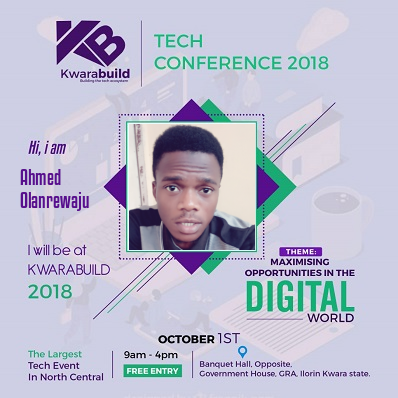 KB
Kwarabuild
Building the tech ecosystem
TECH
CONFERENCE 2018
Hi, i am
Ahmed
Olanrewaju
I will be at
KWARABUILD
2018
THEME:
MAXIMISING
OPPORTUNITIES IN THE
DIGITAL
WORLD
OCTOBER 1ST
The Largest
Tech Event
In North Central
9am - 4pm
FREE ENTRY
Banquet Hall, Opposite,
Government House, GRA, Ilorin Kwara state.